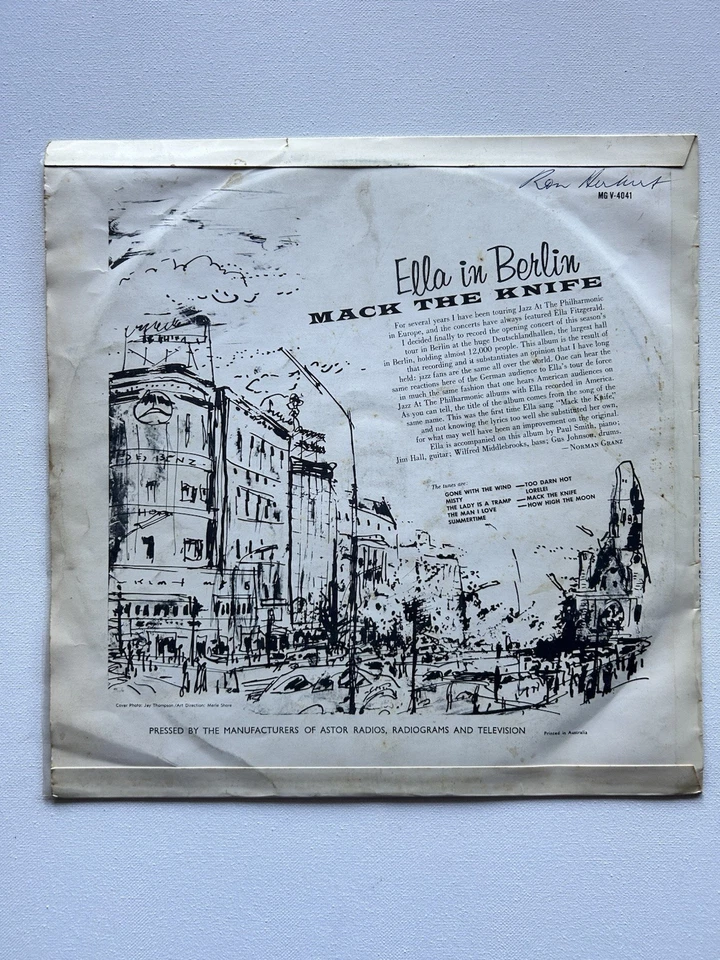 Ron Herbert
MG V-4041
Ella in Berlin
MACK THE KNIFE
For several years I have been touring Jazz At The Philharmonic
in Europe, and the concerts have always featured Ella Fitzgerald.
I decided finally to record the opening concert of this season's
tour in Berlin at the huge Deutschlandhallen, the largest hall
in Berlin, holding almost 12,000 people. This album is the result of
that recording and it substantiates an opinion that I have long
held: jazz fans are the same all over the world. One can hear the
same reactions here of the German audience to Ella's tour de force
in much the same fashion that one hears American audiences on
Jazz At The Philharmonic albums with Ella recorded in America.
As you can tell, the title of the album comes from the song of the
same name. This was the first time Ella sang "Mack the Knife,"
and not knowing the lyrics too well she substituted her own,
for what may well have been an improvement on the original.
Ella is accompanied on this album by Paul Smith, piano;
Jim Hall, guitar; Wilfred Middlebrooks, bass; Gus Johnson, drums.
— NORMAN GRANZ
The tunes are:
GONE WITH THE WIND — TOO DARN HOT
MISTY LORELEI
THE LADY IS A TRAMP — MACK THE KNIFE
THE MAN I LOVE — HOW HIGH THE MOON
SUMMERTIME
Cover Photo: Jay Thompson/Art Direction: Merle Shore
PRESSED BY THE MANUFACTURERS OF ASTOR RADIOS, RADIOGRAMS AND TELEVISION
Printed in Australia